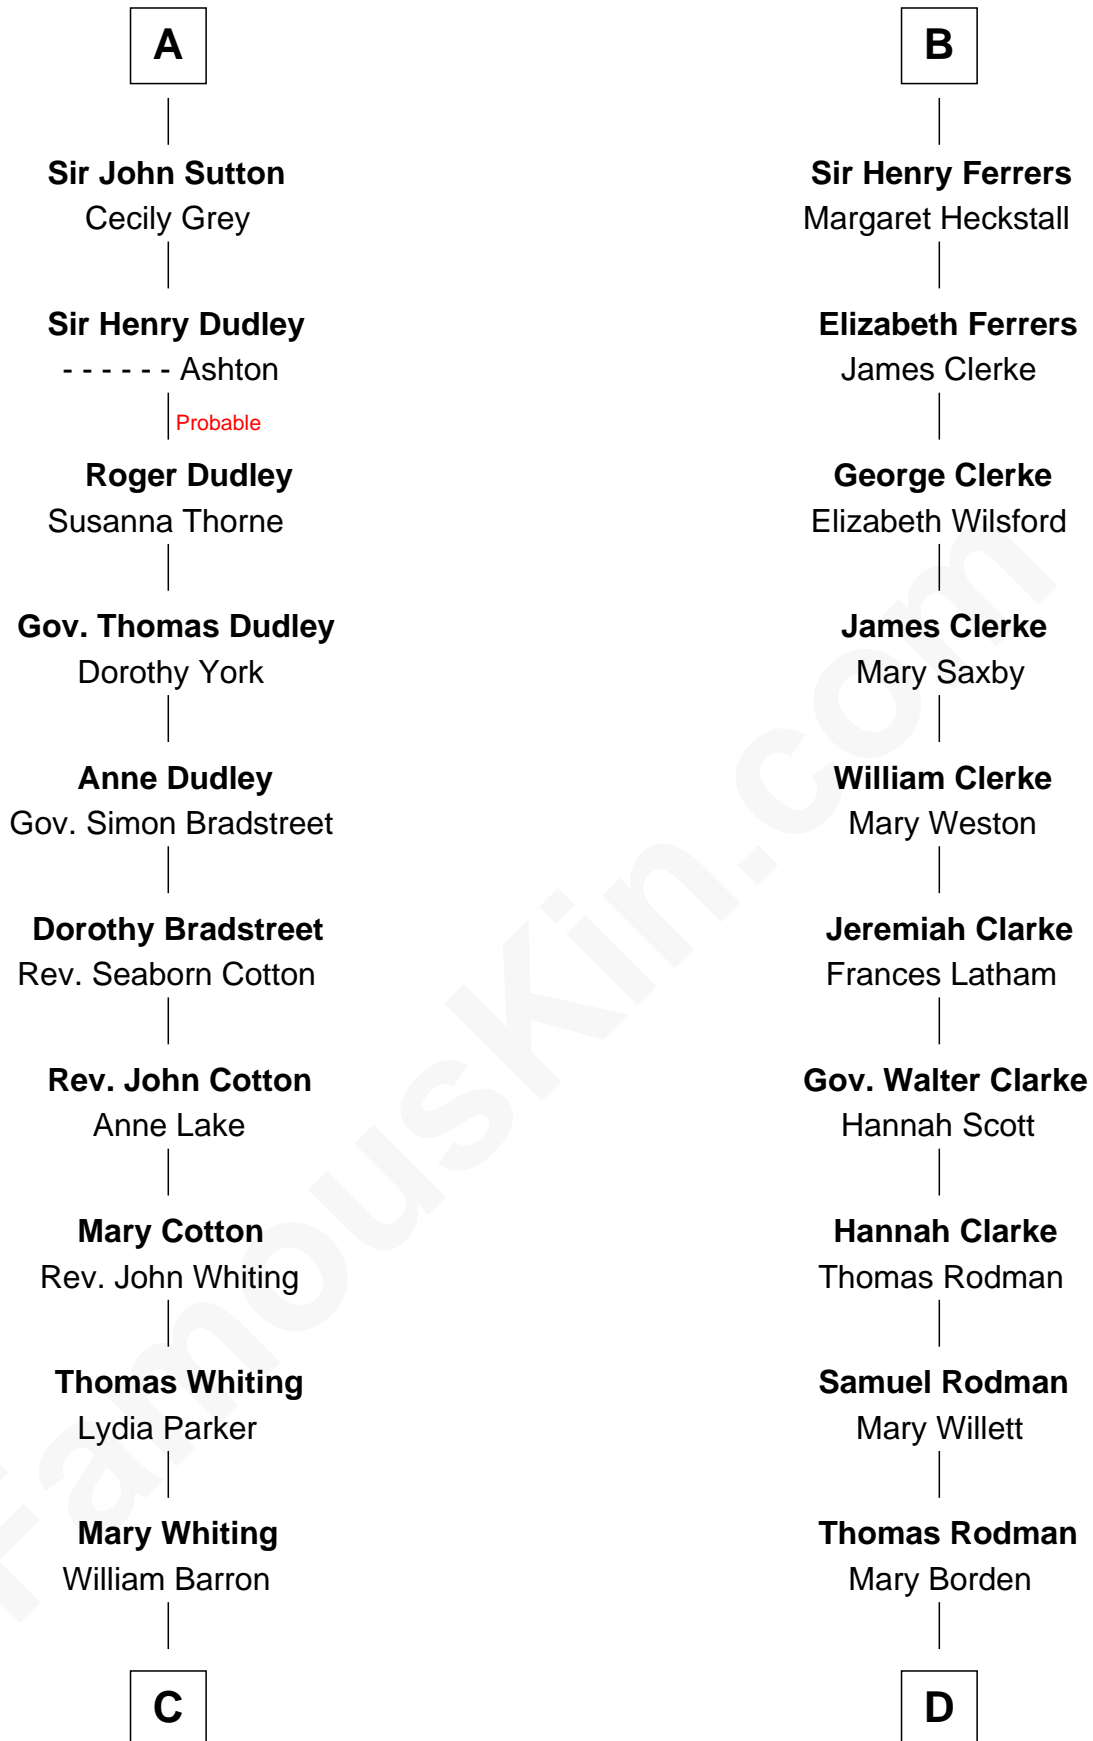 A
Sir John Sutton
Cecily Grey
Sir Henry Dudley
- - - - - - Ashton
Probable
Roger Dudley
Susanna Thorne
Gov. Thomas Dudley
Dorothy York
Anne Dudley
Gov. Simon Bradstreet
Dorothy Bradstreet
Rev. Seaborn Cotton
Rev. John Cotton
Anne Lake
Mary Cotton
Rev. John Whiting
Thomas Whiting
Lydia Parker
Mary Whiting
William Barron
C
B
Sir Henry Ferrers
Margaret Heckstall
Elizabeth Ferrers
James Clerke
George Clerke
Elizabeth Wilsford
James Clerke
Mary Saxby
William Clerke
Mary Weston
Jeremiah Clarke
Frances Latham
Gov. Walter Clarke
Hannah Scott
Hannah Clarke
Thomas Rodman
Samuel Rodman
Mary Willett
Thomas Rodman
Mary Borden
D
FamousKin.com